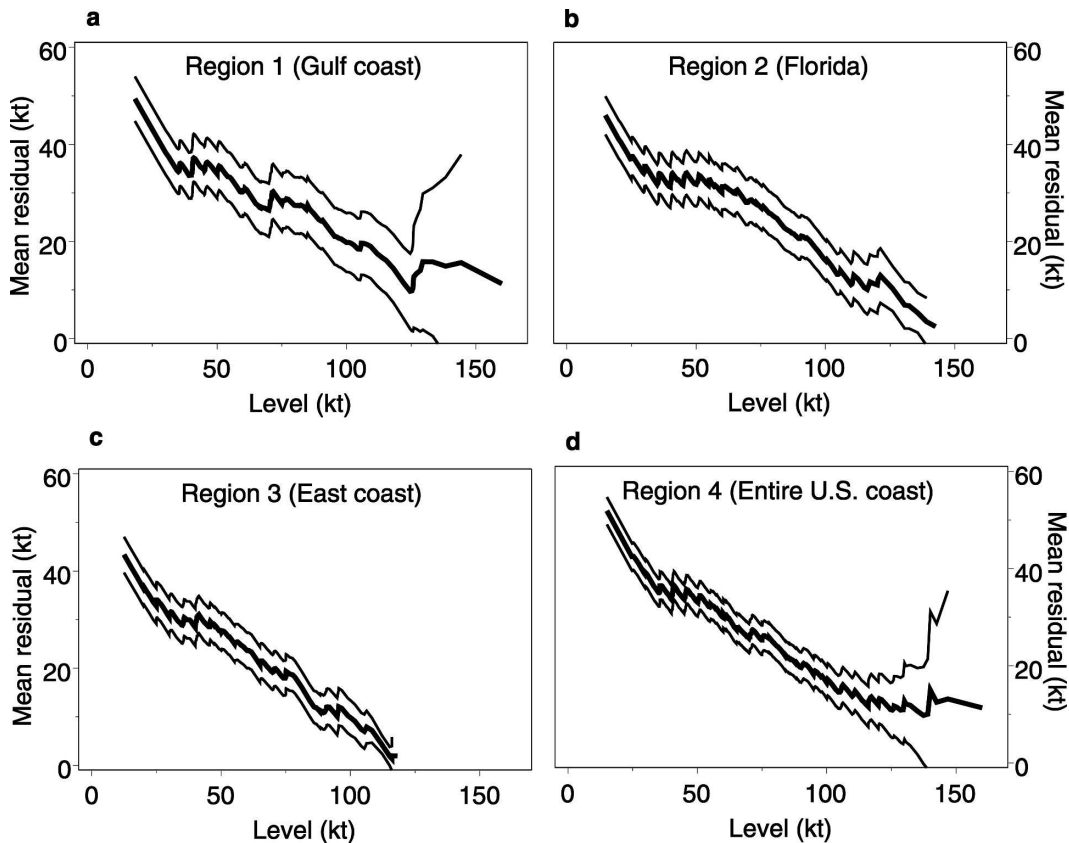 a
Region 1 (Gulf coast)
Mean residual (kt)
60
40
20
0
0 50 100 150
Level (kt)
b
Region 2 (Florida)
Mean residual (kt)
60
40
20
0
0 50 100 150
Level (kt)
c
Region 3 (East coast)
Mean residual (kt)
60
40
20
0
0 50 100 150
Level (kt)
d
Region 4 (Entire U.S. coast)
Mean residual (kt)
60
40
20
0
0 50 100 150
Level (kt)